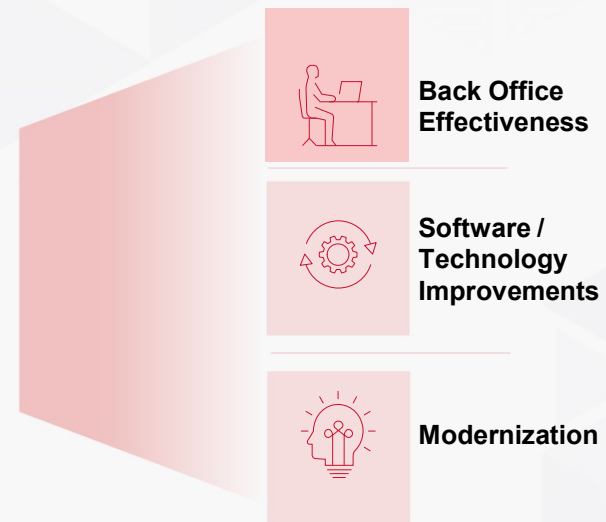 Back Office
Effectiveness
Software /
Technology
Improvements
Modernization